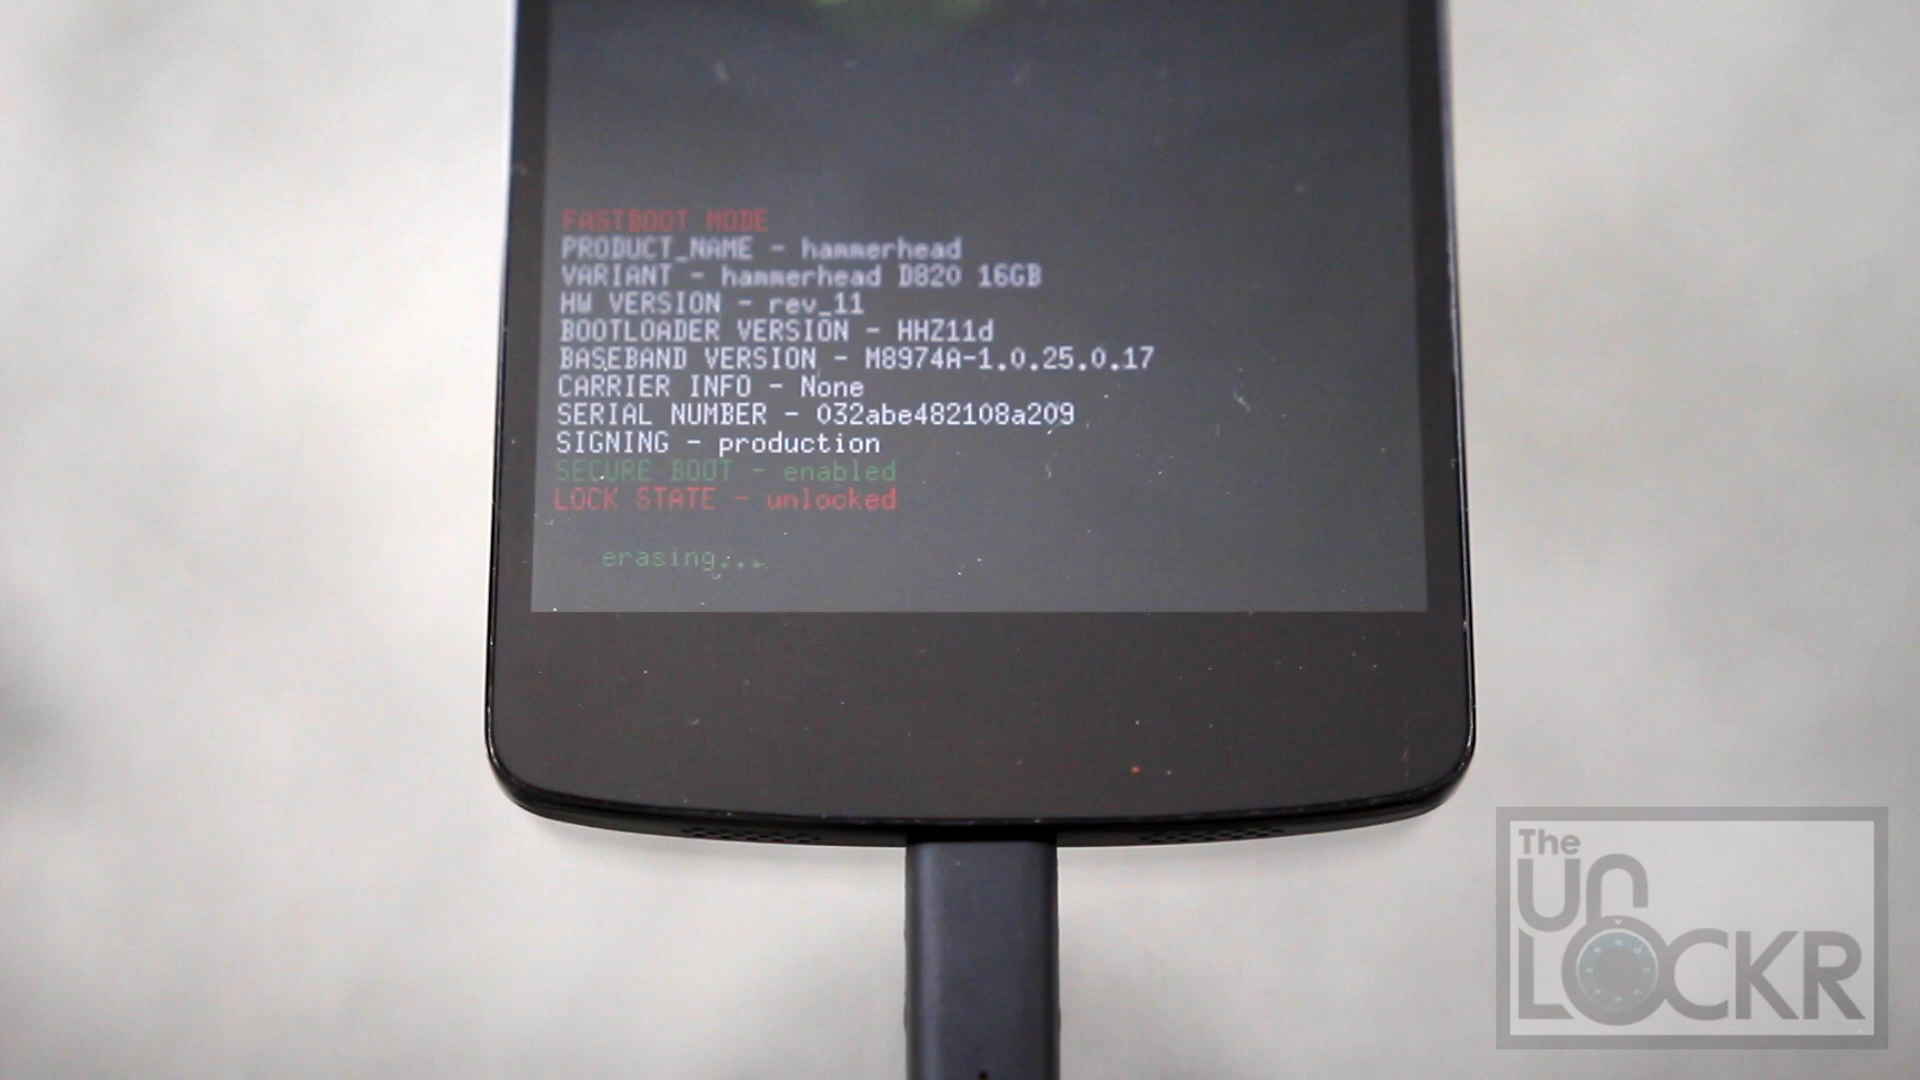 FASTBOOT MODE
PRODUCT_NAME - hammerhead
VARIANT - hammerhead D820 16GB
HW VERSION - rev_11
BOOTLOADER VERSION - HHZ11d
BASEBAND VERSION - M8974A-1.0.25.0.17
CARRIER INFO - None
SERIAL NUMBER - 032abe482108a209
SIGNING - production
SECURE BOOT - enabled
LOCK STATE - unlocked
erasing...
The
UN
LOCKR